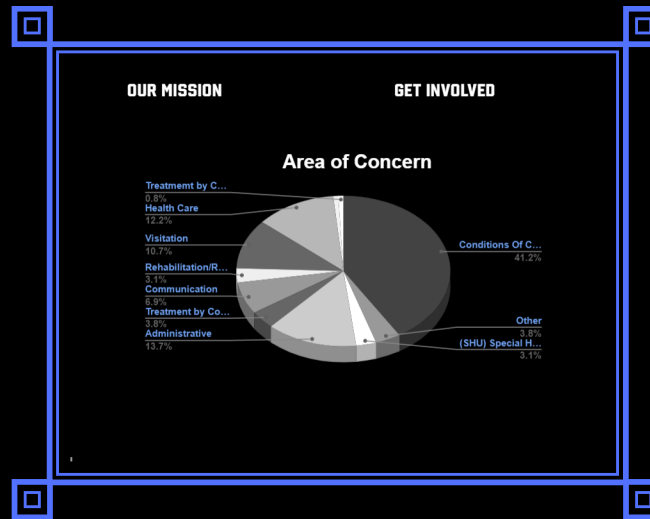 OUR MISSION
GET INVOLVED
Area of Concern
Treatmemt by C...
0.8%
Health Care
12.2%
Visitation
10.7%
Rehabilitation/R...
3.1%
Communication
6.9%
Treatment by Co...
3.8%
Administrative
13.7%
Conditions Of C...
41.2%
Other
3.8%
(SHU) Special H...
3.1%